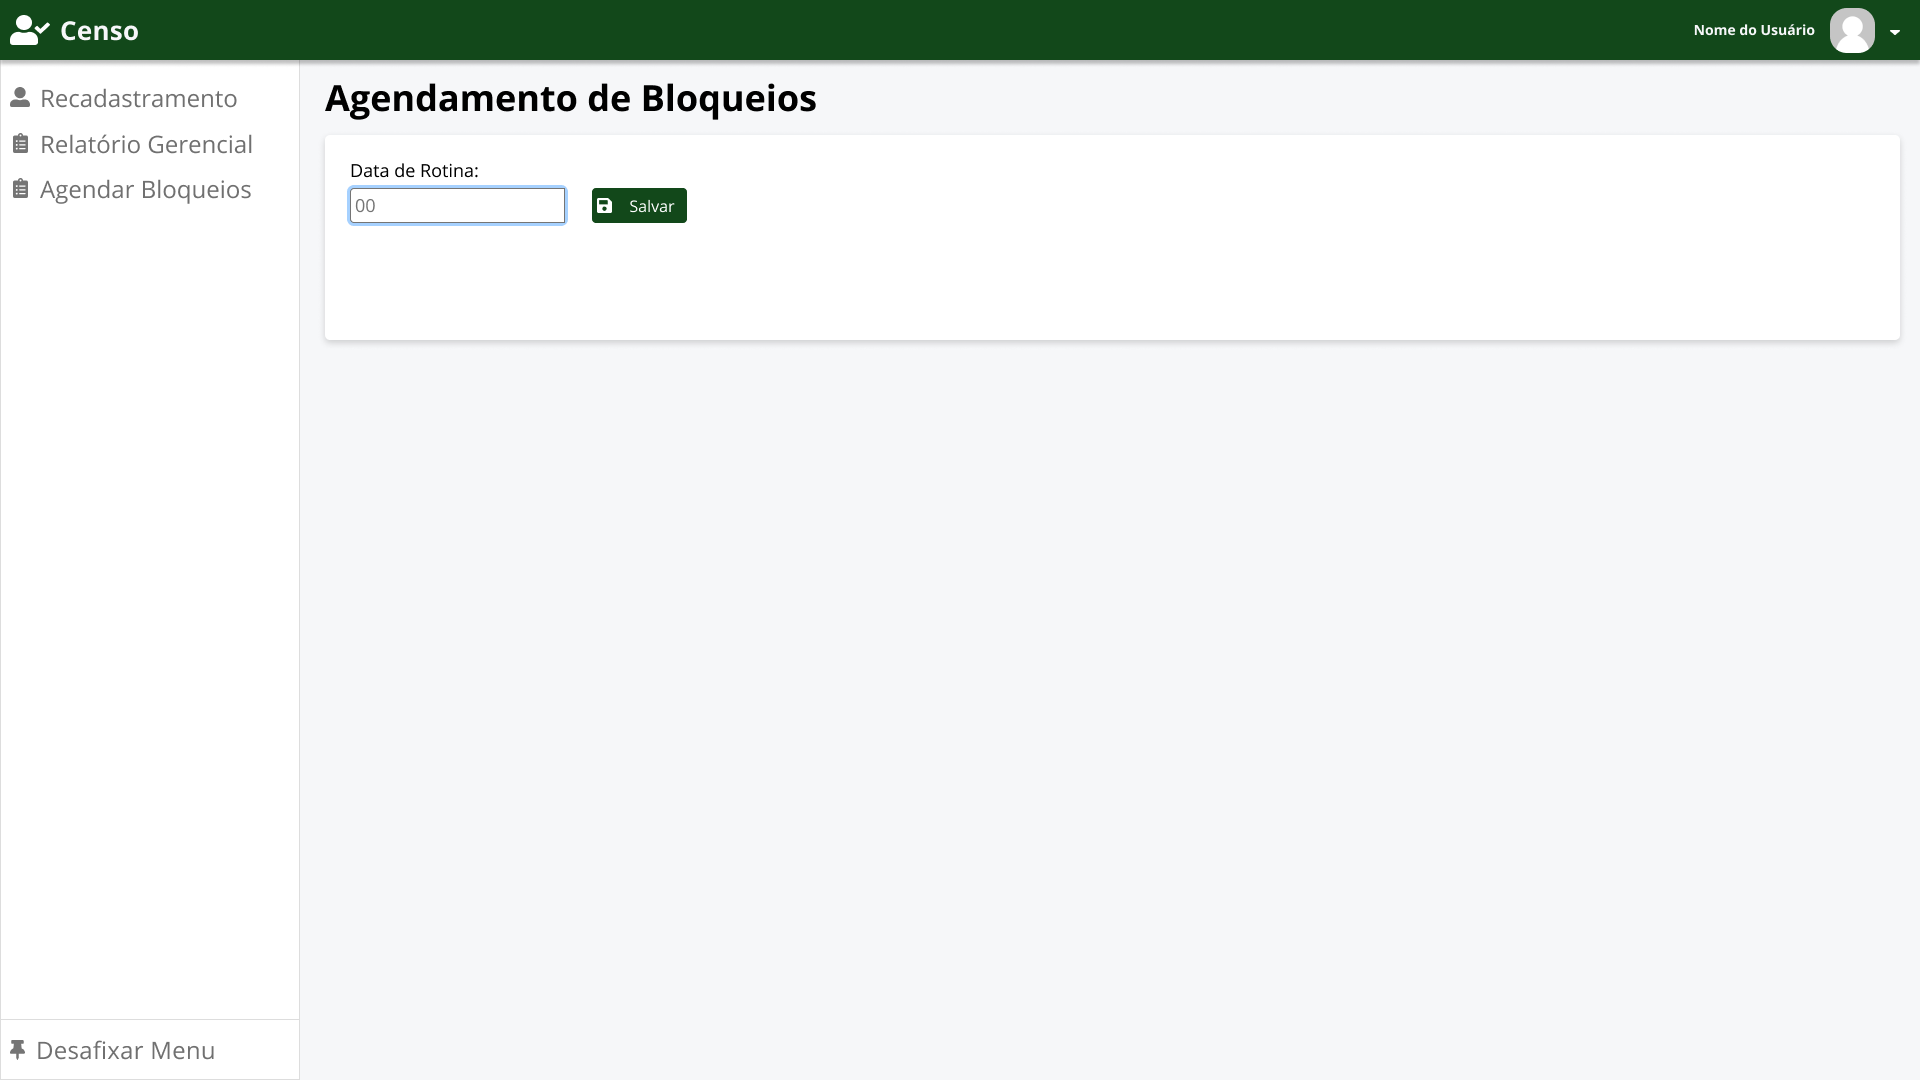 Censo
Nome do Usuário
Recadastramento
Relatório Gerencial
Agendar Bloqueios
Agendamento de Bloqueios
Data de Rotina:
00
Salvar
Desafixar Menu